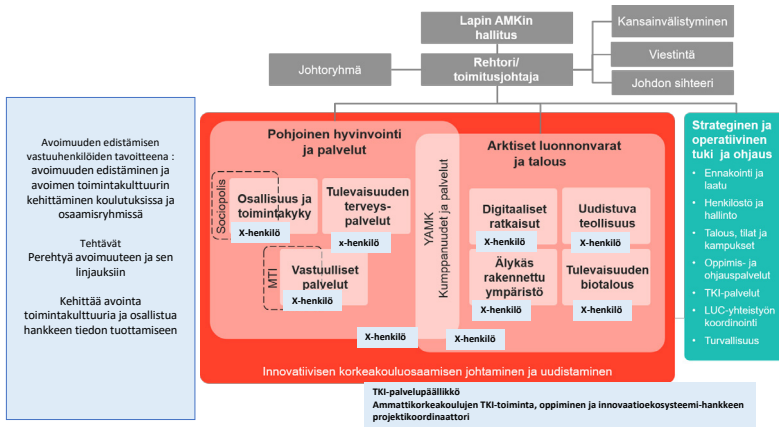 Lapin AMKin
hallitus
Kansainvälistyminen
Johtoryhmä
Rehtori/
toimitusjohtaja
Viestintä
Johdon sihteeri
Avoimuuden edistämisen
vastuuhenkilöiden tavoitteena :
avoimuuden edistäminen ja
avoimen toimintakulttuurin
kehittäminen koulutuksissa ja
osaamisryhmissä
Tehtävät
Perehtyä avoimuuteen ja sen
linjauksiin
Kehittää avointa
toimintakulttuuria ja osallistua
hankkeen tiedon tuottamiseen
Pohjoinen hyvinvointi
ja palvelut
Sociopolis
Osallisuus ja
toimintakyky
X-henkilö
Tulevaisuuden
terveys-
palvelut
x-henkilö
MTI
Vastuulliset
palvelut
X-henkilö
X-henkilö
YAMK
Kumppanuudet ja palvelut
Arktiset luonnonvarat
ja talous
Digitaaliset
ratkaisut
X-henkilö
Uudistuva
teollisuus
X-henkilö
Älykäs
rakennettu
ympäristö
X-henkilö
Tulevaisuuden
biotalous
X-henkilö
X-henkilö
Innovatiivisen korkeakouluosaamisen johtaminen ja uudistaminen
Strateginen ja
operatiivinen
tuki ja ohjaus
• Ennakointi ja
laatu
• Henkilöstö ja
hallinto
• Talous, tilat ja
kampukset
• Oppimis- ja
ohjauspalvelut
• TKI-palvelut
• LUC-yhteistyön
koordinointi
• Turvallisuus
TKI-palvelupäällikkö
Ammattikorkeakoulujen TKI-toiminta, oppiminen ja innovaatioekosysteemi-hankkeen
projektikoordinaattori